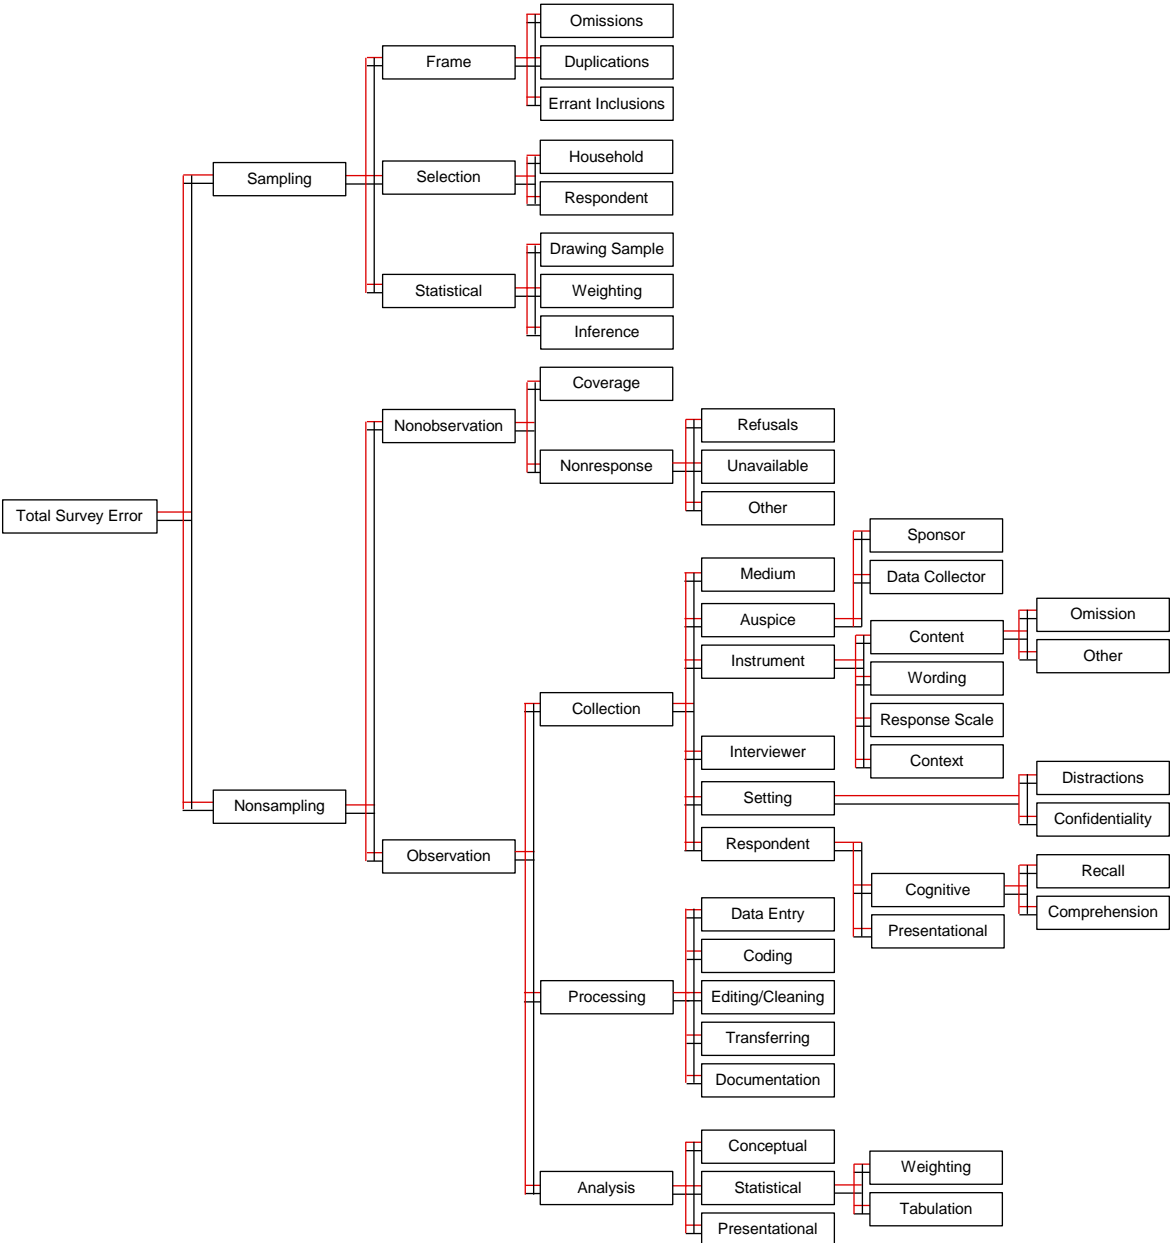 Total Survey Error
Sampling
Frame
Omissions
Duplications
Errant Inclusions
Selection
Household
Respondent
Statistical
Drawing Sample
Weighting
Inference
Nonsampling
Nonobservation
Coverage
Nonresponse
Refusals
Unavailable
Other
Observation
Collection
Medium
Auspice
Sponsor
Data Collector
Instrument
Content
Omission
Other
Wording
Response Scale
Context
Interviewer
Setting
Distractions
Confidentiality
Respondent
Cognitive
Recall
Comprehension
Presentational
Processing
Data Entry
Coding
Editing/Cleaning
Transferring
Documentation
Analysis
Conceptual
Statistical
Weighting
Tabulation
Presentational